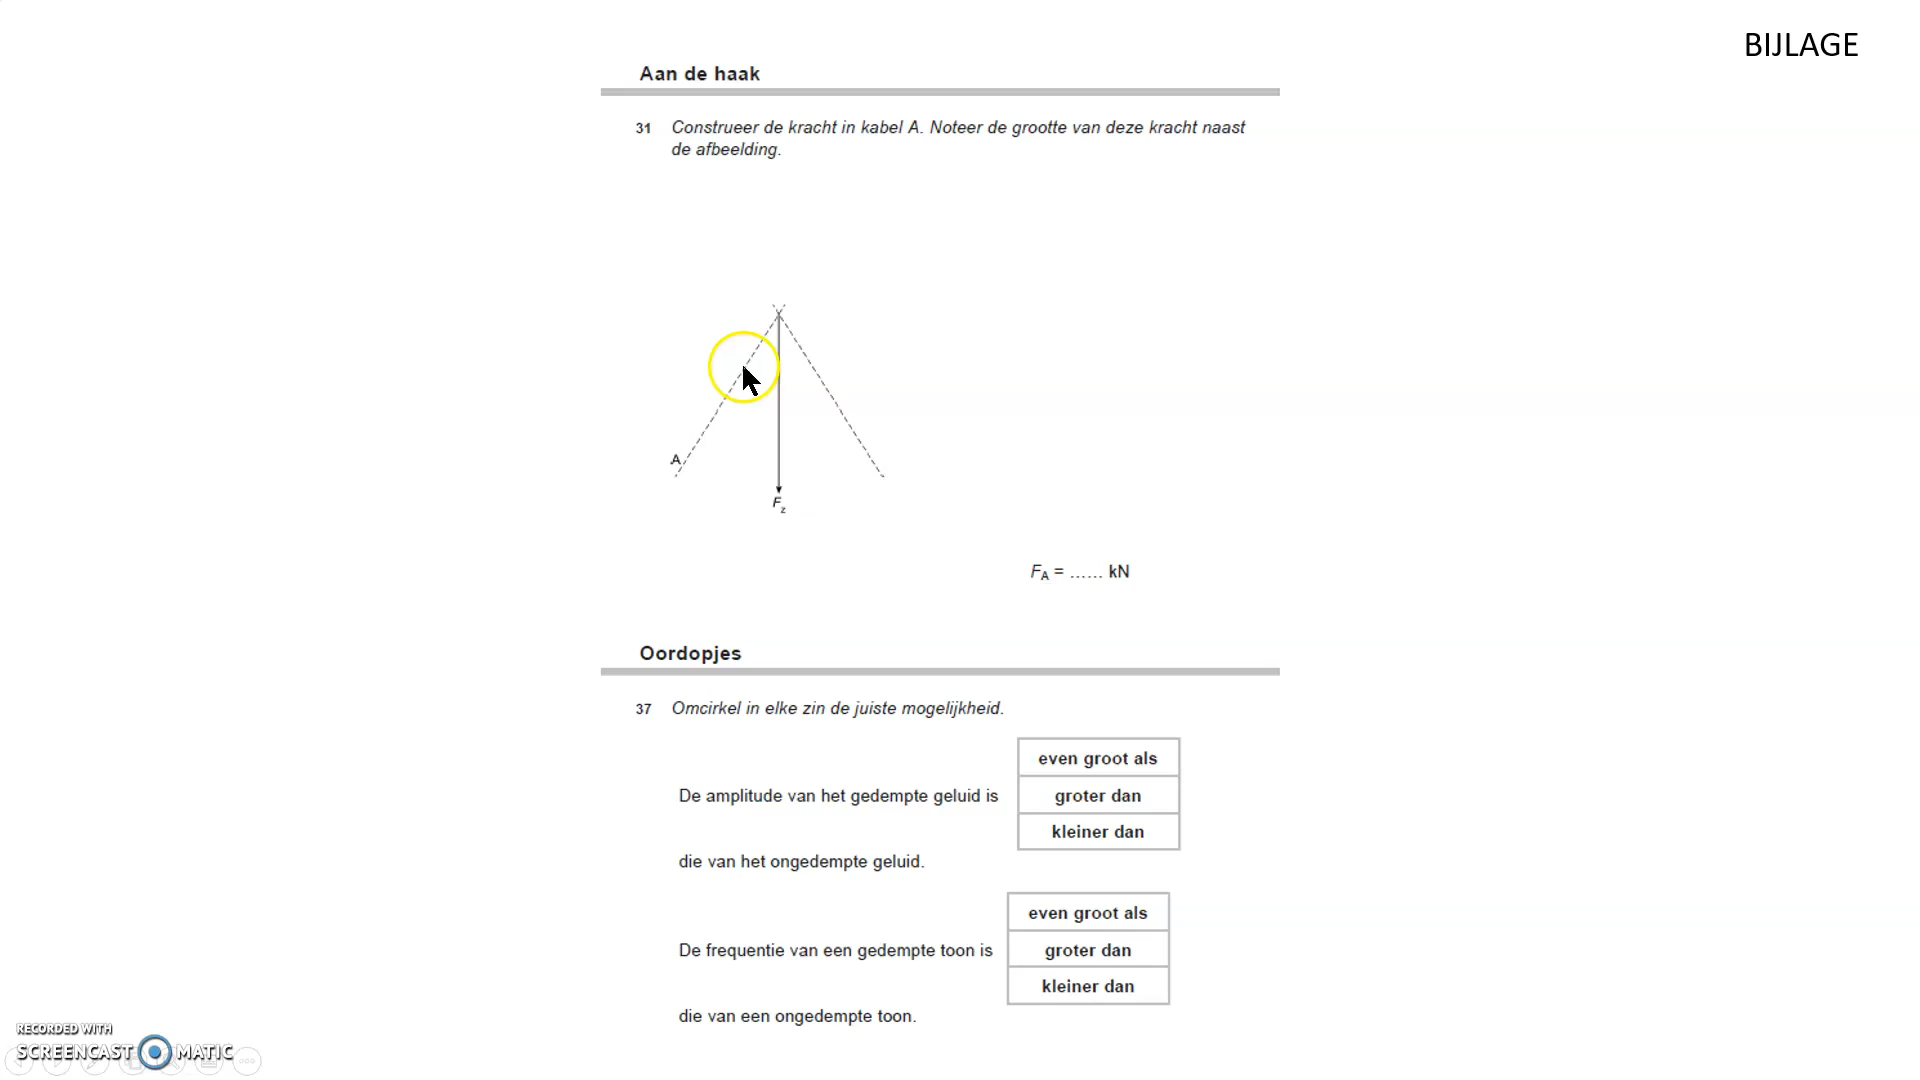 BIJLAGE
Aan de haak
31 Construeer de kracht in kabel A. Noteer de grootte van deze kracht naast
de afbeelding.
A
Fz
FA = ...... kN
Oordopjes
37 Omcirkel in elke zin de juiste mogelijkheid.
even groot als
De amplitude van het gedempte geluid is groter dan
kleiner dan
die van het ongedempte geluid.
even groot als
De frequentie van een gedempte toon is groter dan
kleiner dan
die van een ongedempte toon.
RECORDED WITH
SCREENCAST MATIC